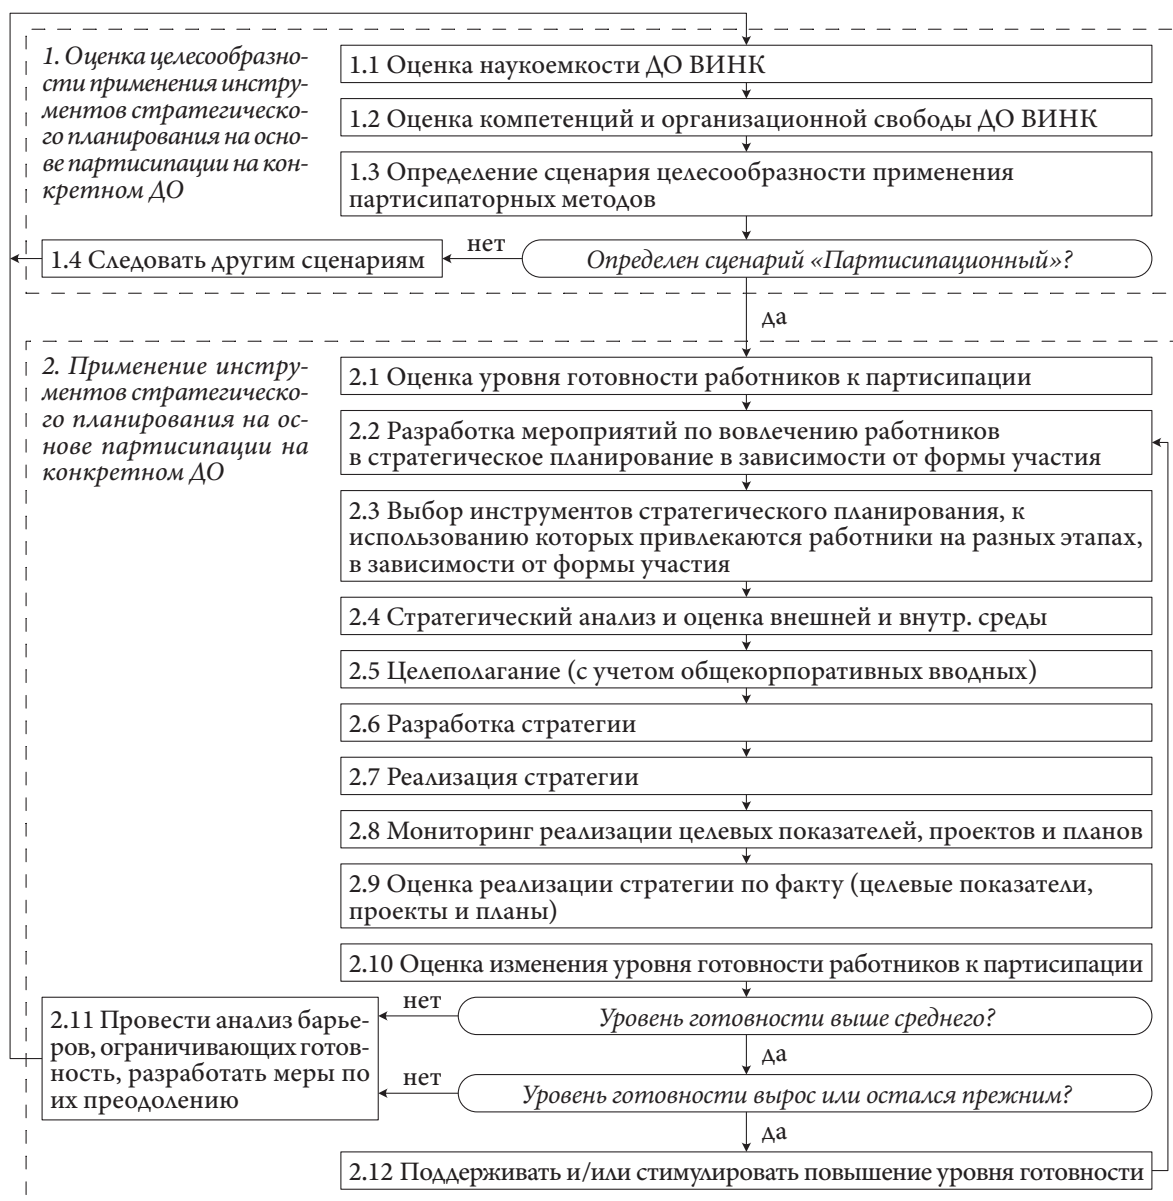 1. Оценка целесообразно-
сти применения инстру-
ментов стратегическо-
го планирования на осно-
ве партисипации на кон-
кретном ДО
1.1 Оценка наукоемкости ДО ВИНК
1.2 Оценка компетенций и организационной свободы ДО ВИНК
1.3 Определение сценария целесообразности применения
партисипаторных методов
1.4 Следовать другим сценариям
нет
Определен сценарий «Партисипационный»?
да
2. Применение инстру-
ментов стратегическо-
го планирования на ос-
нове партисипации на
конкретном ДО
2.1 Оценка уровня готовности работников к партисипации
2.2 Разработка мероприятий по вовлечению работников
в стратегическое планирование в зависимости от формы участия
2.3 Выбор инструментов стратегического планирования, к
использованию которых привлекаются работники на разных этапах,
в зависимости от формы участия
2.4 Стратегический анализ и оценка внешней и внутр. среды
2.5 Целеполагание (с учетом общекорпоративных вводных)
2.6 Разработка стратегии
2.7 Реализация стратегии
2.8 Мониторинг реализации целевых показателей, проектов и планов
2.9 Оценка реализации стратегии по факту (целевые показатели,
проекты и планы)
2.10 Оценка изменения уровня готовности работников к партисипации
2.11 Провести анализ барье-
ров, ограничивающих готов-
ность, разработать меры по
их преодолению
нет
Уровень готовности выше среднего?
да
нет
Уровень готовности вырос или остался прежним?
да
2.12 Поддерживать и/или стимулировать повышение уровня готовности